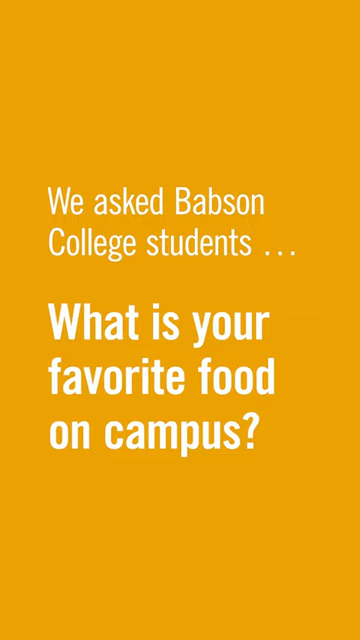 We asked Babson
College students ...
What is your
favorite food
on campus?